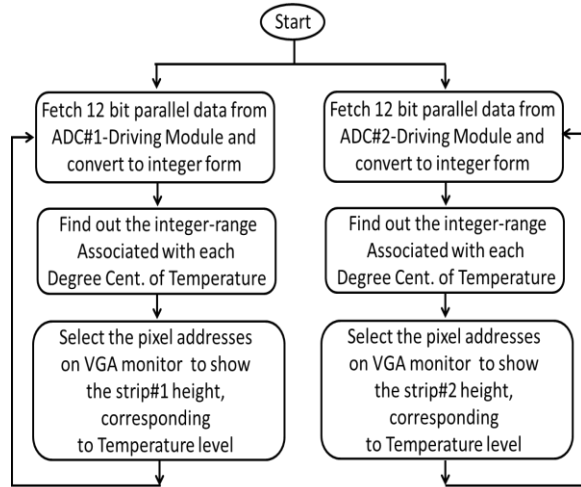 Start
Fetch 12 bit parallel data from
ADC#1-Driving Module and
convert to integer form
Find out the integer-range
Associated with each
Degree Cent. of Temperature
Select the pixel addresses
on VGA monitor to show
the strip#1 height,
corresponding
to Temperature level
Fetch 12 bit parallel data from
ADC#2-Driving Module and
convert to integer form
Find out the integer-range
Associated with each
Degree Cent. of Temperature
Select the pixel addresses
on VGA monitor to show
the strip#2 height,
corresponding
to Temperature level